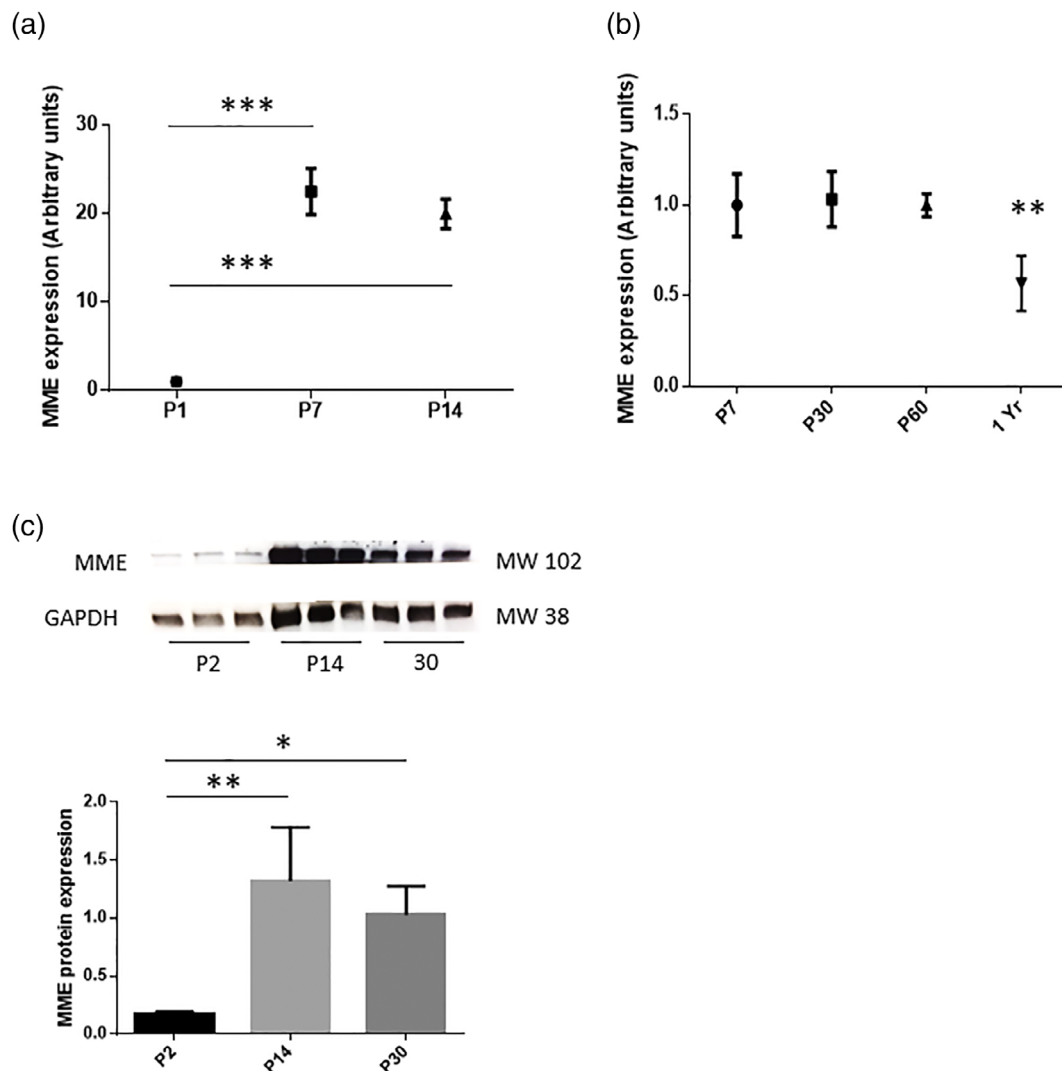 (a)
MME expression (Arbitrary units)
30
20
10
0
***
***
P1 P7 P14
(b)
MME expression (Arbitrary units)
1.5
1.0
0.5
0.0
**
P7 P30 P60 1 Yr
(c)
MME MW 102
GAPDH MW 38
P2 P14 30
MME protein expression
2.0
1.5
1.0
0.5
0.0
*
**
P2 P14 P30